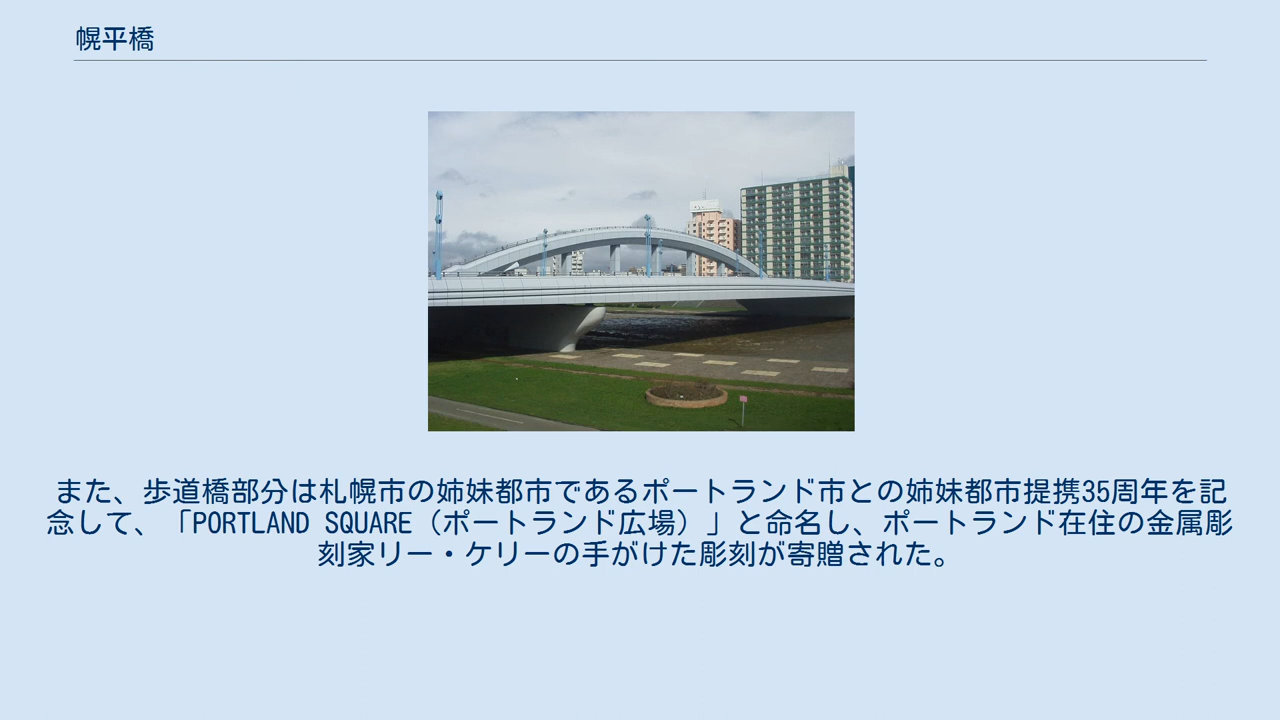 幌平橋
また、歩道橋部分は札幌市の姉妹都市であるポートランド市との姉妹都市提携35周年を記
念して、「PORTLAND SQUARE（ポートランド広場）」と命名し、ポートランド在住の金属彫
刻家リー・ケリーの手がけた彫刻が寄贈された。